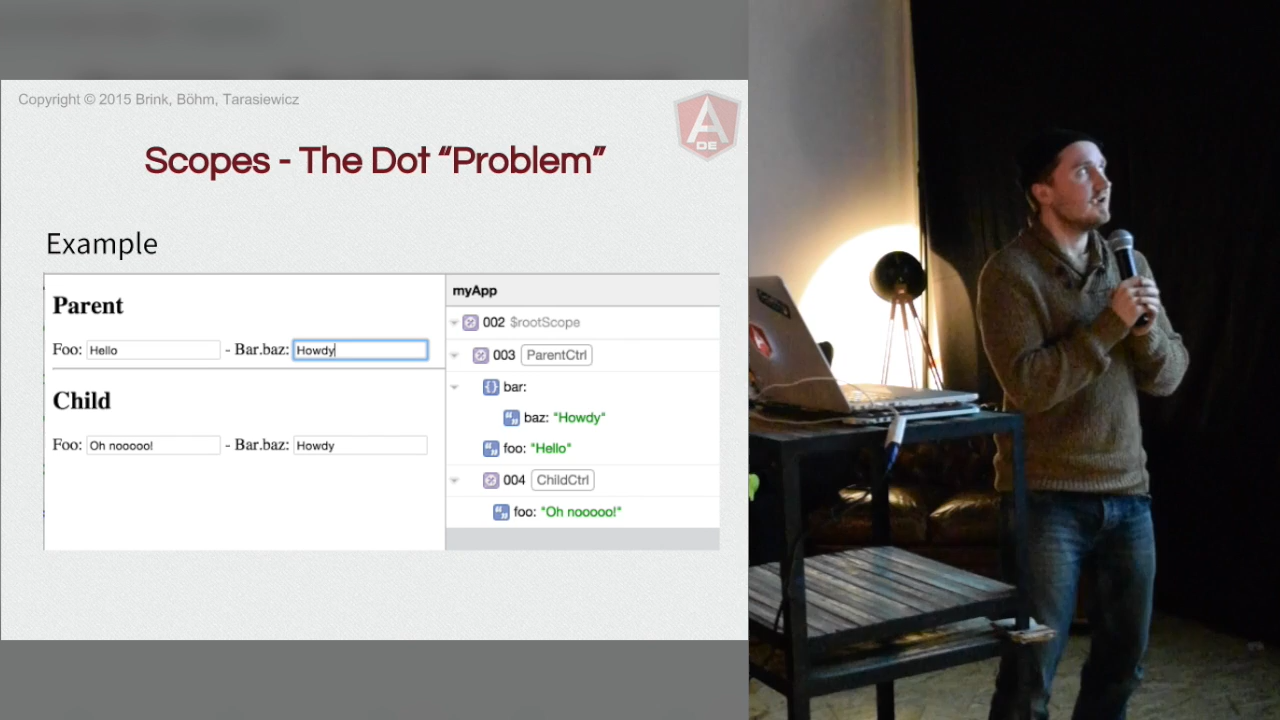 Copyright © 2015 Brink, Böhm, Tarasiewicz
A
DE
Scopes - The Dot “Problem”
Example
Parent
Foo: Hello - Bar.baz: Howdy
Child
Foo: Oh nooooo! - Bar.baz: Howdy
myApp
002 $rootScope
003 ParentCtrl
{} bar:
baz: "Howdy"
foo: "Hello"
004 ChildCtrl
foo: "Oh nooooo!"